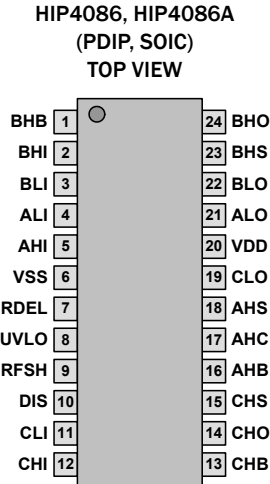 HIP4086, HIP4086A
(PDIP, SOIC)
TOP VIEW
BHB 1 24 BHO
BHI 2 23 BHS
BLI 3 22 BLO
ALI 4 21 ALO
AHI 5 20 VDD
VSS 6 19 CLO
RDEL 7 18 AHS
UVLO 8 17 AHC
RFSH 9 16 AHB
DIS 10 15 CHS
CLI 11 14 CHO
CHI 12 13 CHB